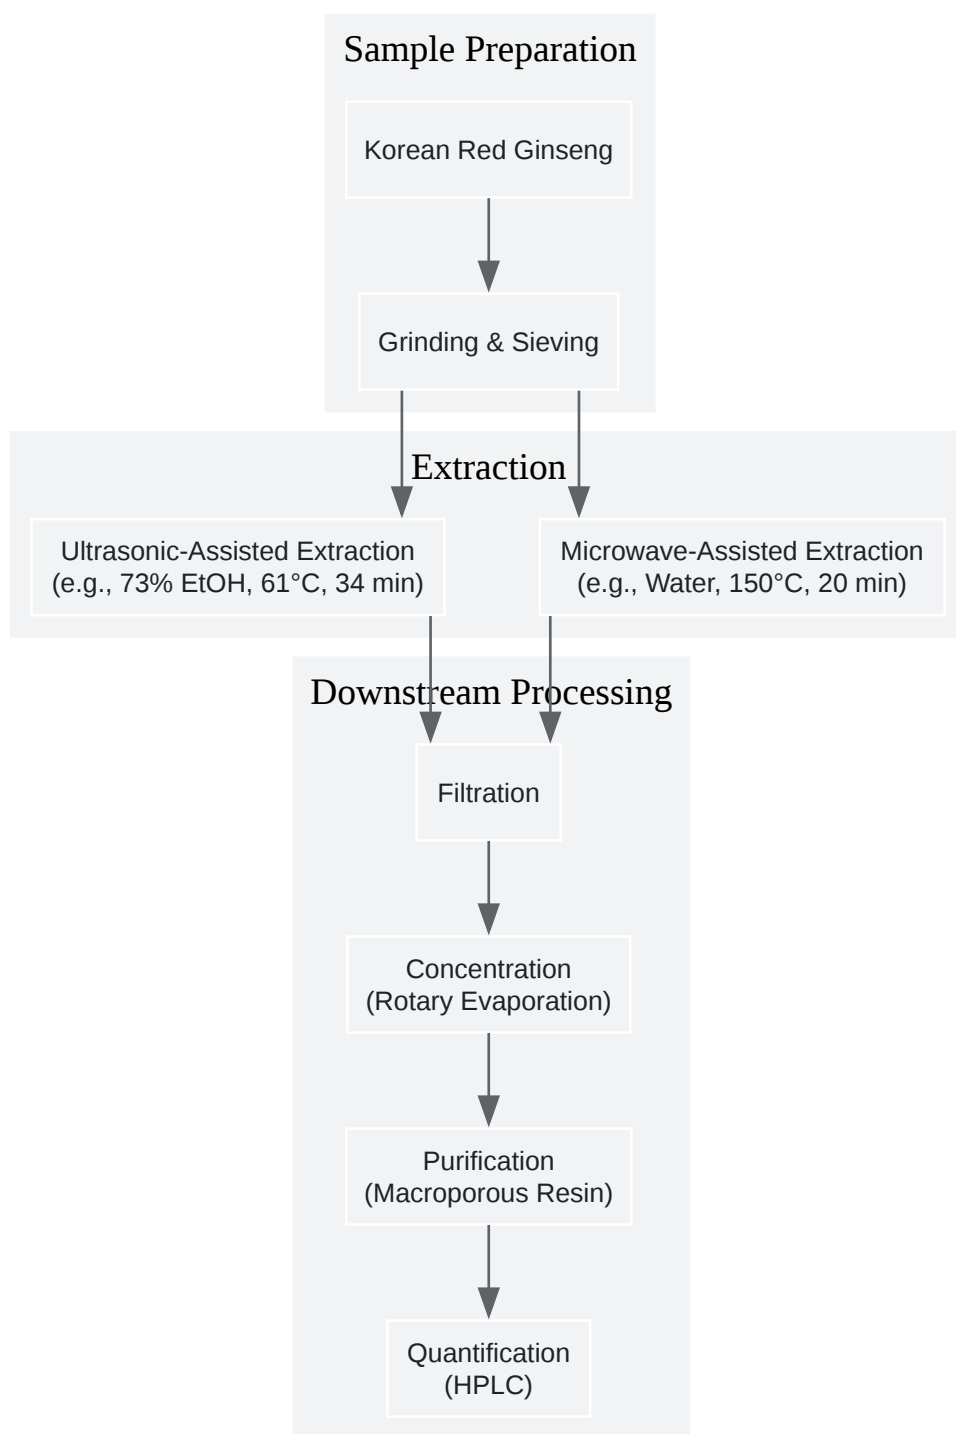 Sample Preparation
Korean Red Ginseng
Grinding & Sieving
Extraction
Ultrasonic-Assisted Extraction
(e.g., 73% EtOH, 61°C, 34 min)
Microwave-Assisted Extraction
(e.g., Water, 150°C, 20 min)
Downstream Processing
Filtration
Concentration
(Rotary Evaporation)
Purification
(Macroporous Resin)
Quantification
(HPLC)